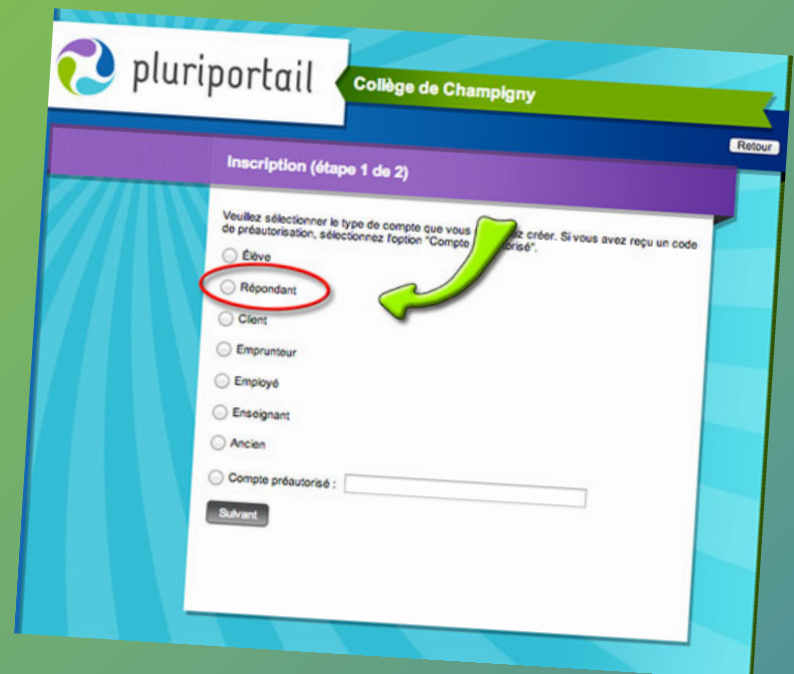 pluriportail
Collège de Champigny
Retour
Inscription (étape 1 de 2)
Veuillez sélectionner le type de compte que vous créer. Si vous avez reçu un code
de préautorisation, sélectionnez l'option "Compte
Élève
Répondant
Client
Emprunteur
Employé
Enseignant
Ancien
Compte préautorisé :
Suivant